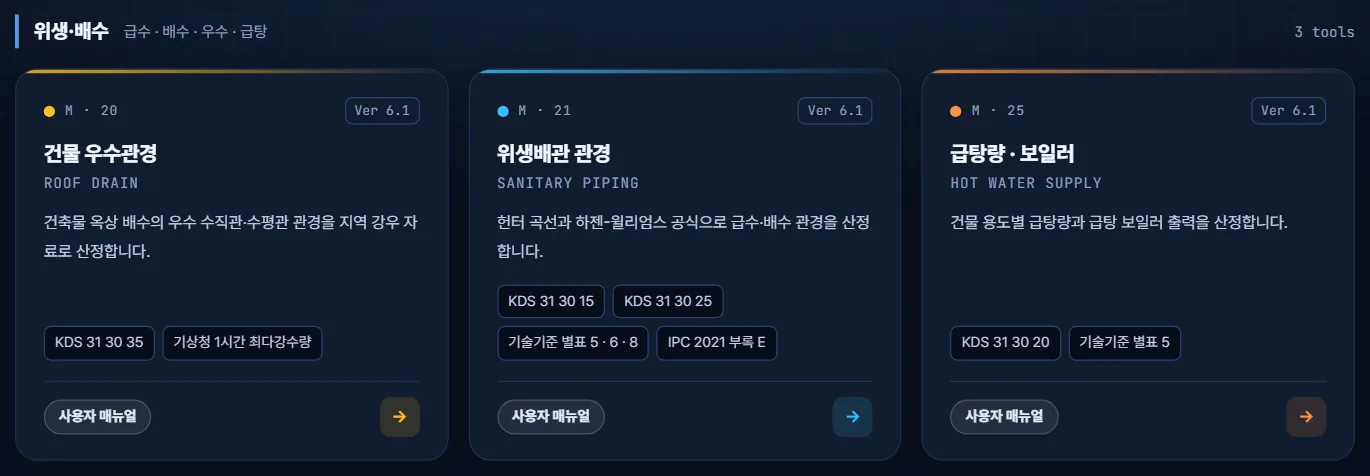 위생·배수 급수 · 배수 · 우수 · 급탕 3 tools
M · 20 Ver 6.1
건물 우수관경
ROOF DRAIN
건축물 옥상 배수의 우수 수직관·수평관 관경을 지역 강우 자
료로 산정합니다.
KDS 31 30 35 기상청 1시간 최다강수량
사용자 매뉴얼 →
M · 21 Ver 6.1
위생배관 관경
SANITARY PIPING
헌터 곡선과 하젠-윌리엄스 공식으로 급수·배수 관경을 산정
합니다.
KDS 31 30 15 KDS 31 30 25
기술기준 별표 5 · 6 · 8 IPC 2021 부록 E
사용자 매뉴얼 →
M · 25 Ver 6.1
급탕량 · 보일러
HOT WATER SUPPLY
건물 용도별 급탕량과 급탕 보일러 출력을 산정합니다.
KDS 31 30 20 기술기준 별표 5
사용자 매뉴얼 →